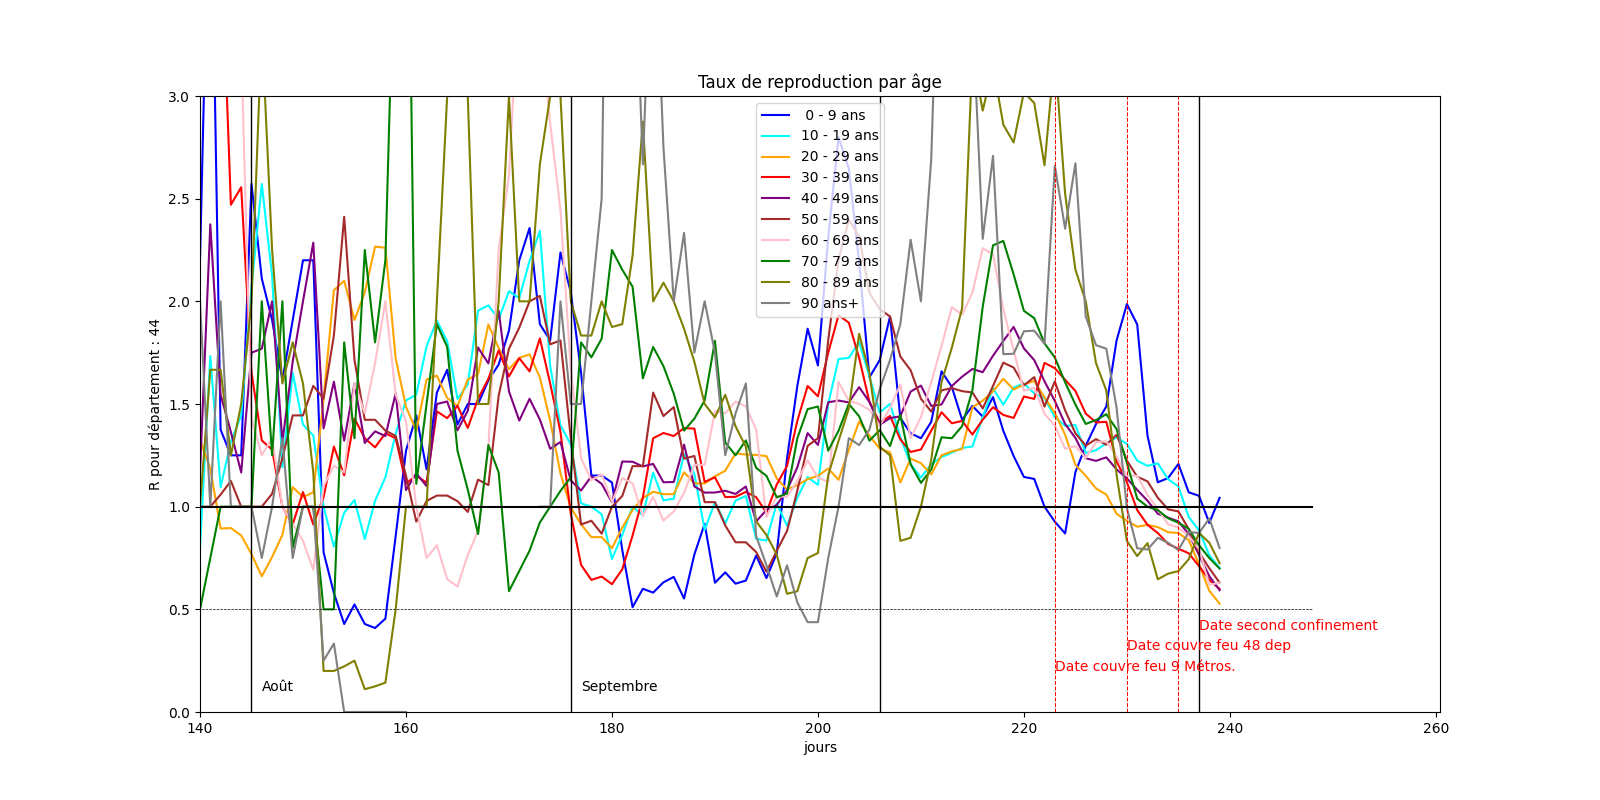 Taux de reproduction par âge
R pour département : 44
3.0
2.5
2.0
1.5
1.0
0.5
0.0
0 - 9 ans
10 - 19 ans
20 - 29 ans
30 - 39 ans
40 - 49 ans
50 - 59 ans
60 - 69 ans
70 - 79 ans
80 - 89 ans
90 ans+
Date second confinement
Date couvre feu 48 dep
Date couvre feu 9 Métros.
Août
Septembre
140
160
180
200
220
240
260
jours